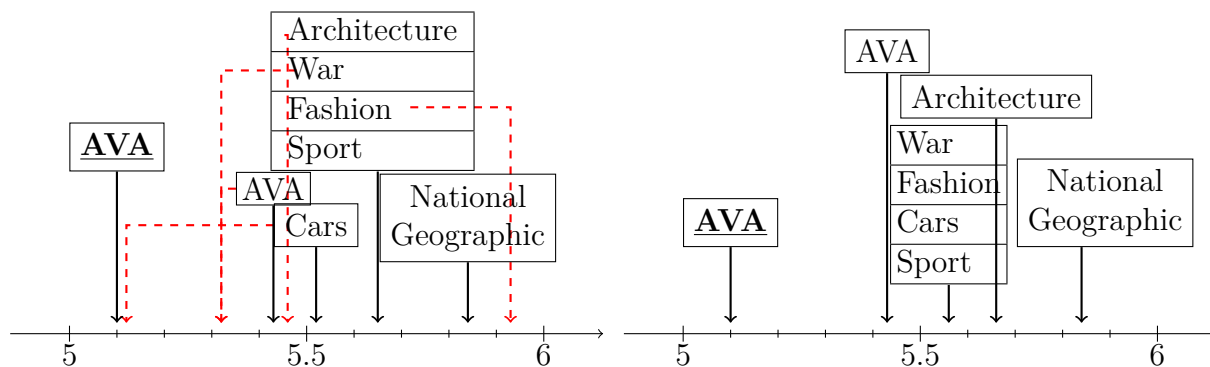 Architecture
War
Fashion
Sport
AVA
AVA
Cars
National
Geographic
5
5.5
6
AVA
Architecture
War
Fashion
Cars
Sport
National
Geographic
AVA
5
5.5
6